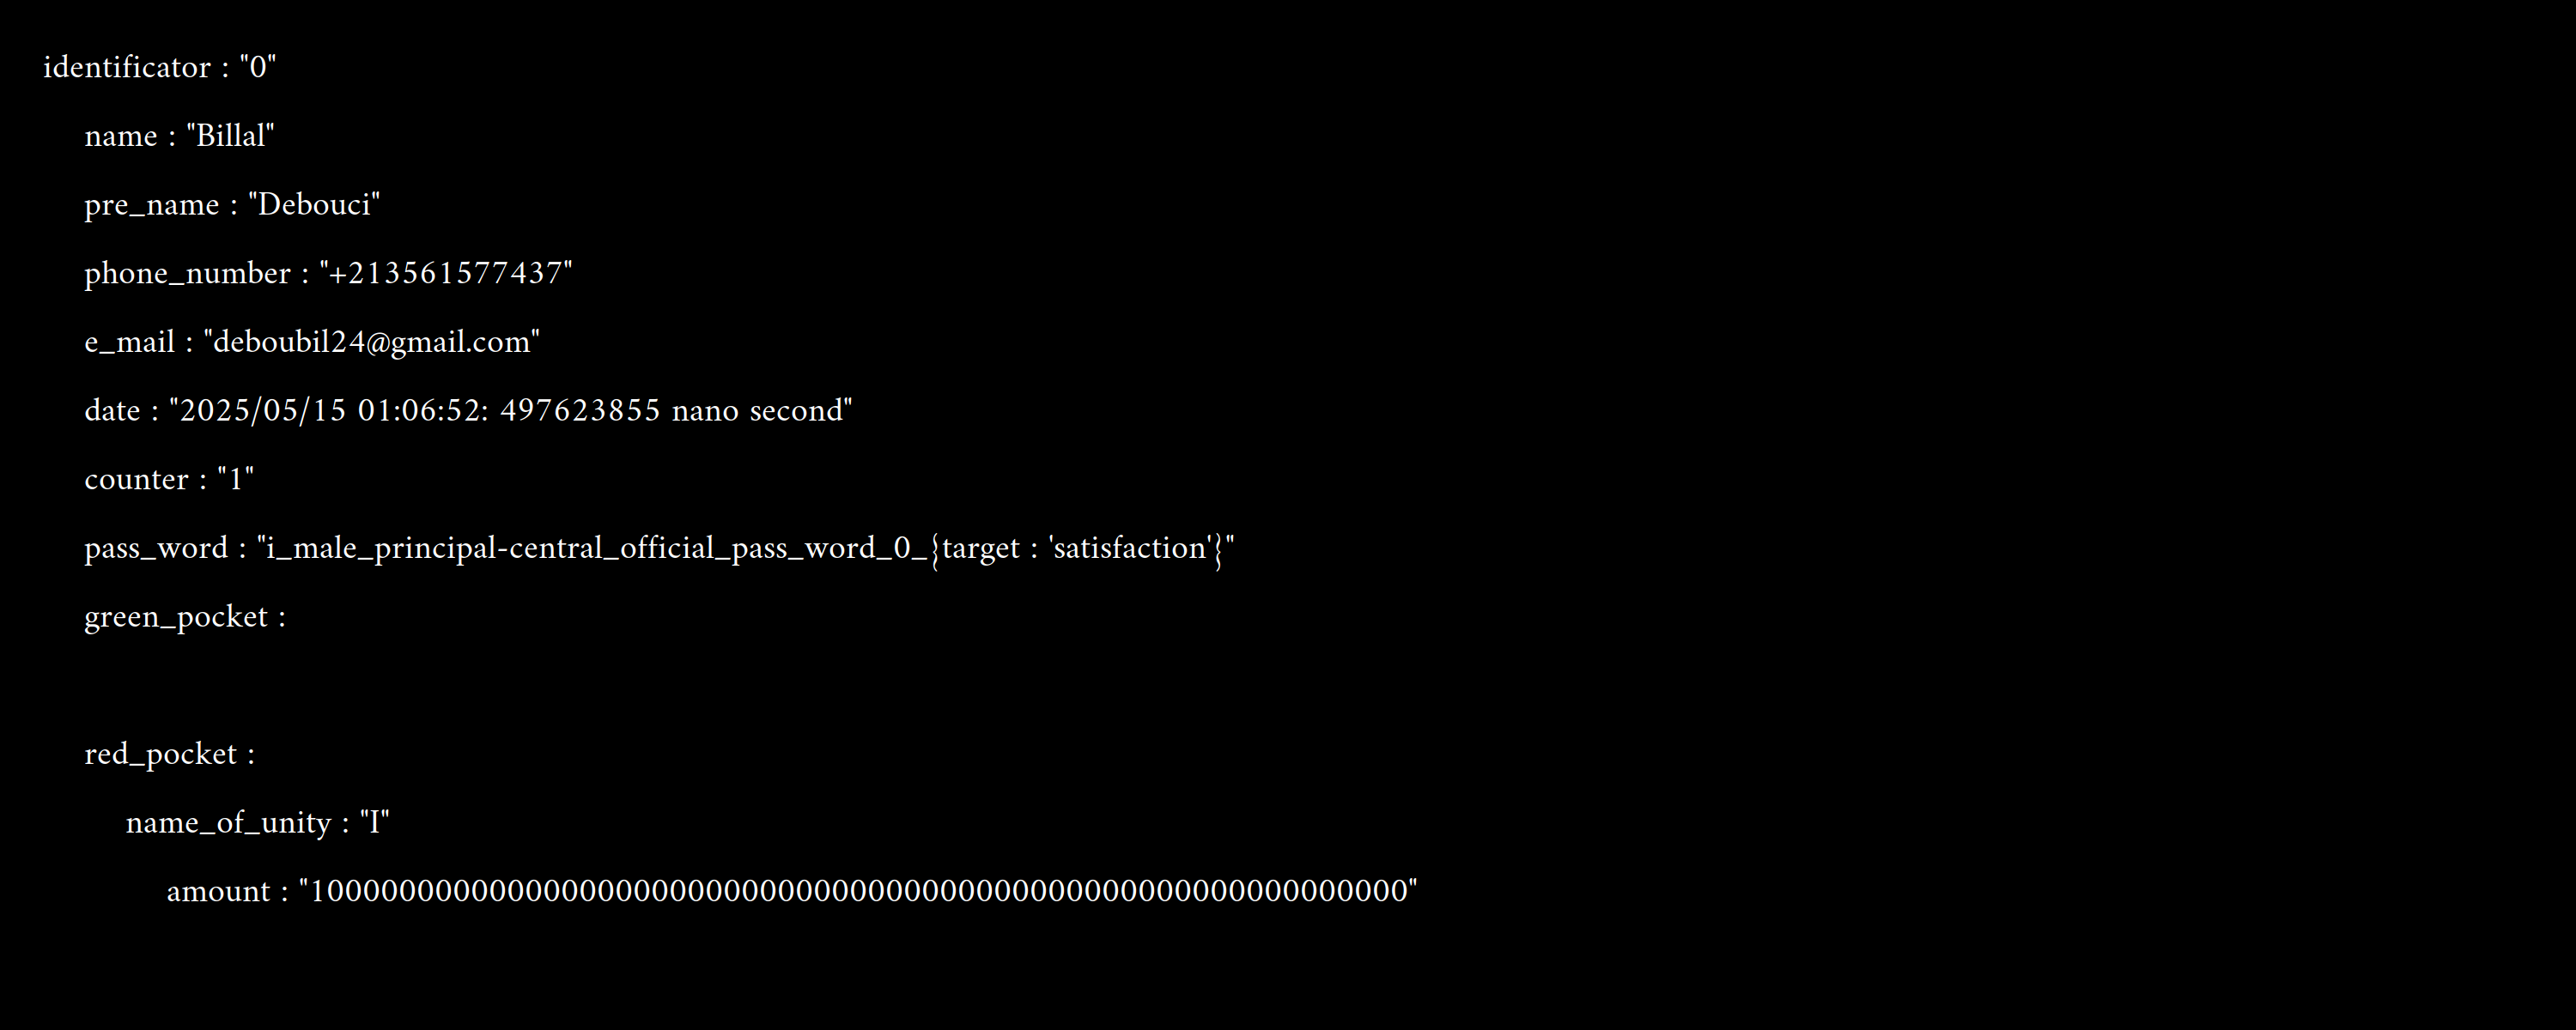 identificator : "0"
name : "Billal"
pre_name : "Debouci"
phone_number : "+213561577437"
e_mail : "deboubil24@gmail.com"
date : "2025/05/15 01:06:52: 497623855 nano second"
counter : "1"
pass_word : "i_male_principal-central_official_pass_word_0_{target : 'satisfaction'}"
green_pocket :
red_pocket :
name_of_unity : "I"
amount : "1000000000000000000000000000000000000000000000000000000000000"